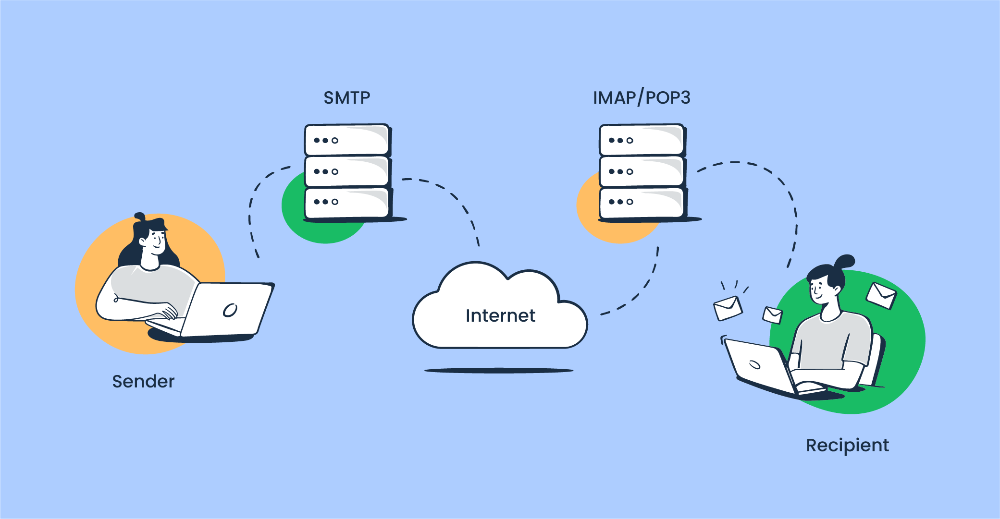 SMTP
IMAP/POP3
Internet
Sender
Recipient